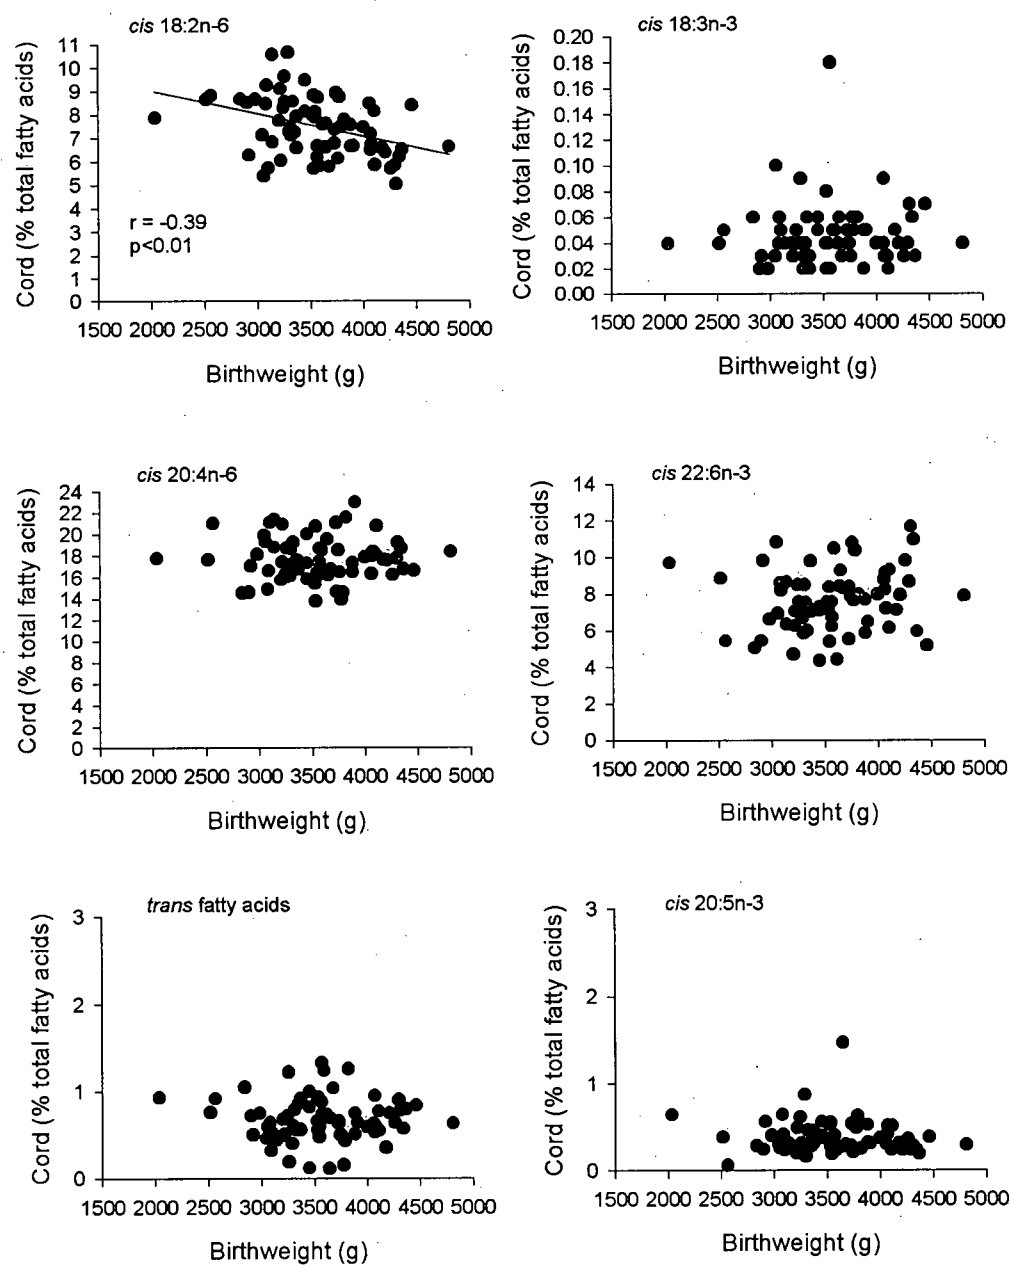 cis 18:2n-6
Cord (% total fatty acids)
11
10
9
8
7
6
5
4
3
2
1
0
r = -0.39
p<0.01
1500 2000 2500 3000 3500 4000 4500 5000
Birthweight (g)
cis 18:3n-3
Cord (% total fatty acids)
0.20
0.18
0.16
0.14
0.12
0.10
0.08
0.06
0.04
0.02
0.00
1500 2000 2500 3000 3500 4000 4500 5000
Birthweight (g)
cis 20:4n-6
Cord (% total fatty acids)
24
22
20
18
16
14
12
10
8
6
4
2
0
1500 2000 2500 3000 3500 4000 4500 5000
Birthweight (g)
cis 22:6n-3
Cord (% total fatty acids)
14
12
10
8
6
4
2
0
1500 2000 2500 3000 3500 4000 4500 5000
Birthweight (g)
trans fatty acids
Cord (% total fatty acids)
3
2
1
0
1500 2000 2500 3000 3500 4000 4500 5000
Birthweight (g)
cis 20:5n-3
Cord (% total fatty acids)
3
2
1
0
1500 2000 2500 3000 3500 4000 4500 5000
Birthweight (g)